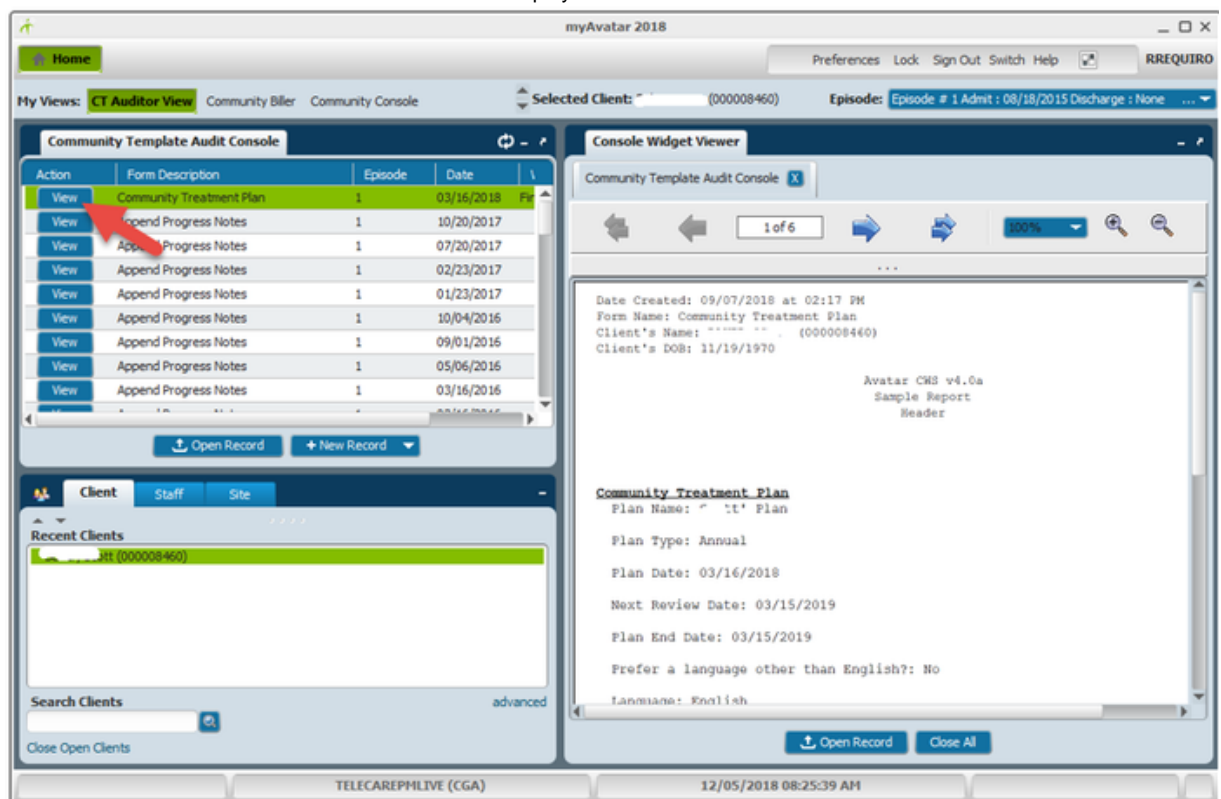 myAvatar 2018
Home
Preferences Lock Sign Out Switch Help RREQUIRO
My Views: CT Auditor View Community Biller Community Console Selected Client: (000008460) Episode: Episode # 1 Admit : 08/18/2015 Discharge : None ...
Community Template Audit Console
Action Form Description Episode Date
View Community Treatment Plan 1 03/16/2018
View Append Progress Notes 1 10/20/2017
View Append Progress Notes 1 07/20/2017
View Append Progress Notes 1 02/23/2017
View Append Progress Notes 1 01/23/2017
View Append Progress Notes 1 10/04/2016
View Append Progress Notes 1 09/01/2016
View Append Progress Notes 1 05/06/2016
View Append Progress Notes 1 03/16/2016
Open Record + New Record
Client Staff Site
Recent Clients
(000008460)
Search Clients advanced
Close Open Clients
Console Widget Viewer
Community Template Audit Console X
1 of 6 100%
...
Date Created: 09/07/2018 at 02:17 PM
Form Name: Community Treatment Plan
Client's Name: (000008460)
Client's DOB: 11/19/1970
Avatar CWS v4.0a
Sample Report
Header
Community Treatment Plan
Plan Name: Plan
Plan Type: Annual
Plan Date: 03/16/2018
Next Review Date: 03/15/2019
Plan End Date: 03/15/2019
Prefer a language other than English?: No
Language: English
Open Record Close All
TELECAREPMLIVE (CGA) 12/05/2018 08:25:39 AM